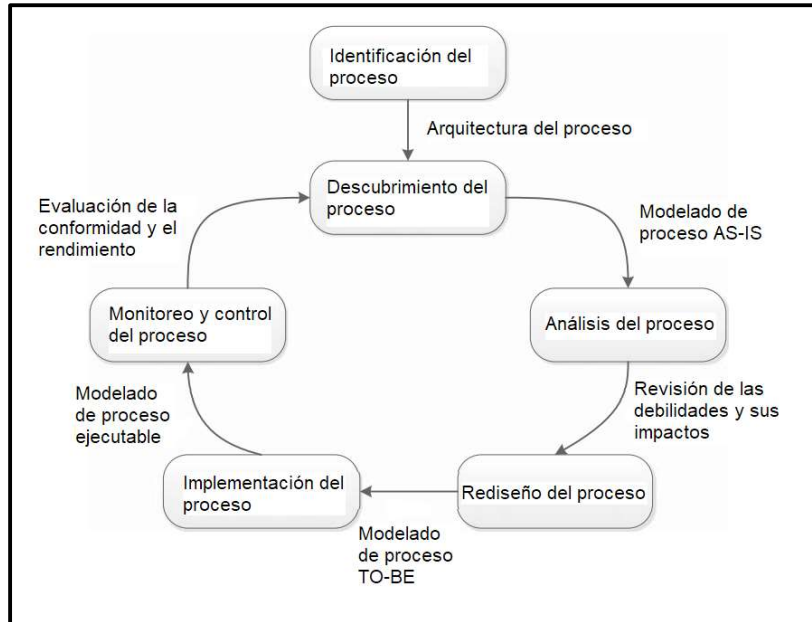 Identificación del
proceso
Arquitectura del proceso
Descubrimiento del
proceso
Evaluación de la
conformidad y el
rendimiento
Modelado de
proceso AS-IS
Monitoreo y control
del proceso
Análisis del proceso
Modelado
de proceso
ejecutable
Revisión de las
debilidades y sus
impactos
Implementación del
proceso
Rediseño del proceso
Modelado
de proceso
TO-BE